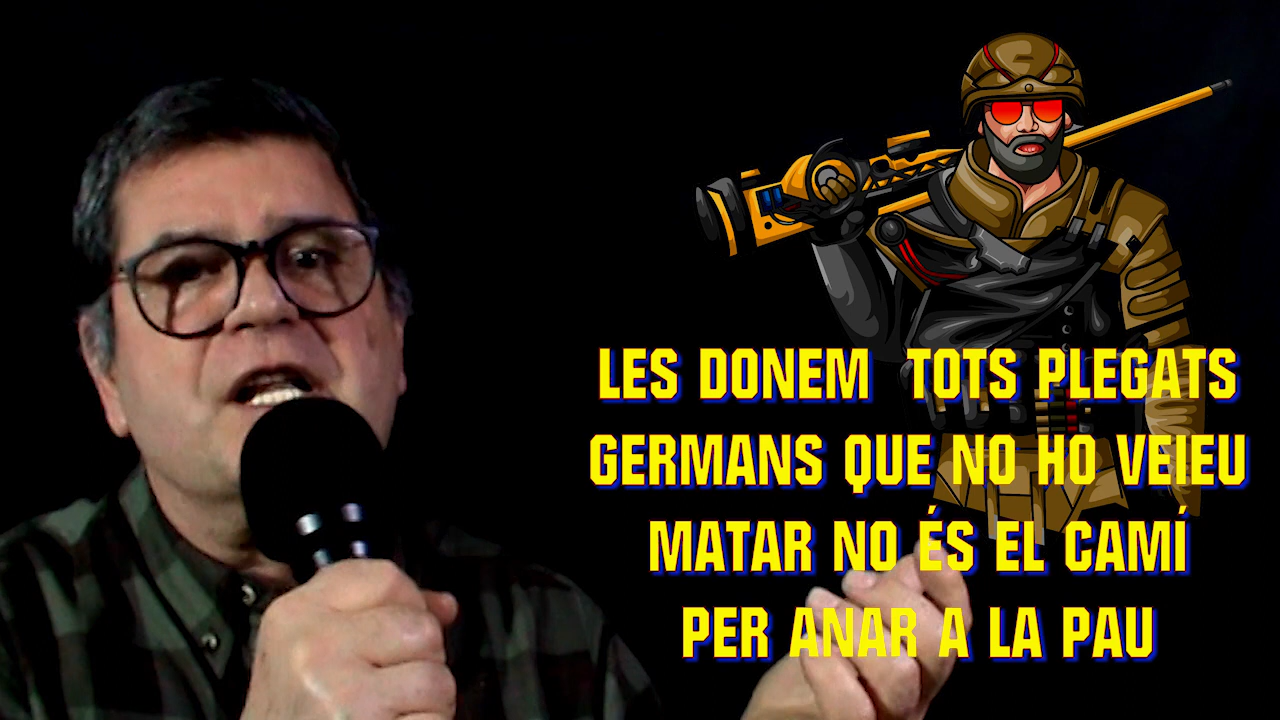 LES DONEM  TOTS PLEGATS
GERMANS QUE NO HO VEIEU
MATAR NO ÉS EL CAMÍ
PER ANAR A LA PAU